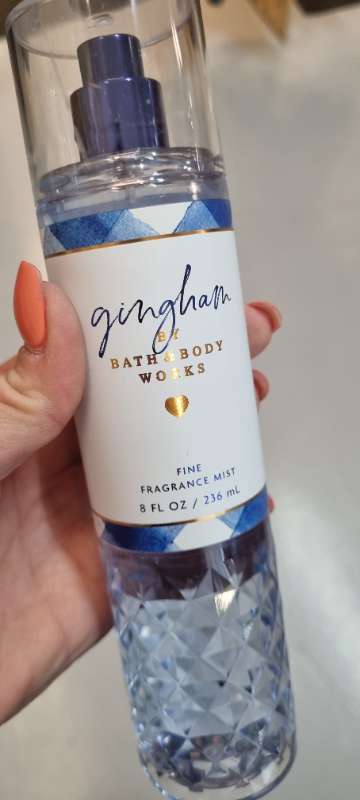 gingham
BY
BATH & BODY
WORKS
FINE
FRAGRANCE MIST
8 FL OZ / 236 mL